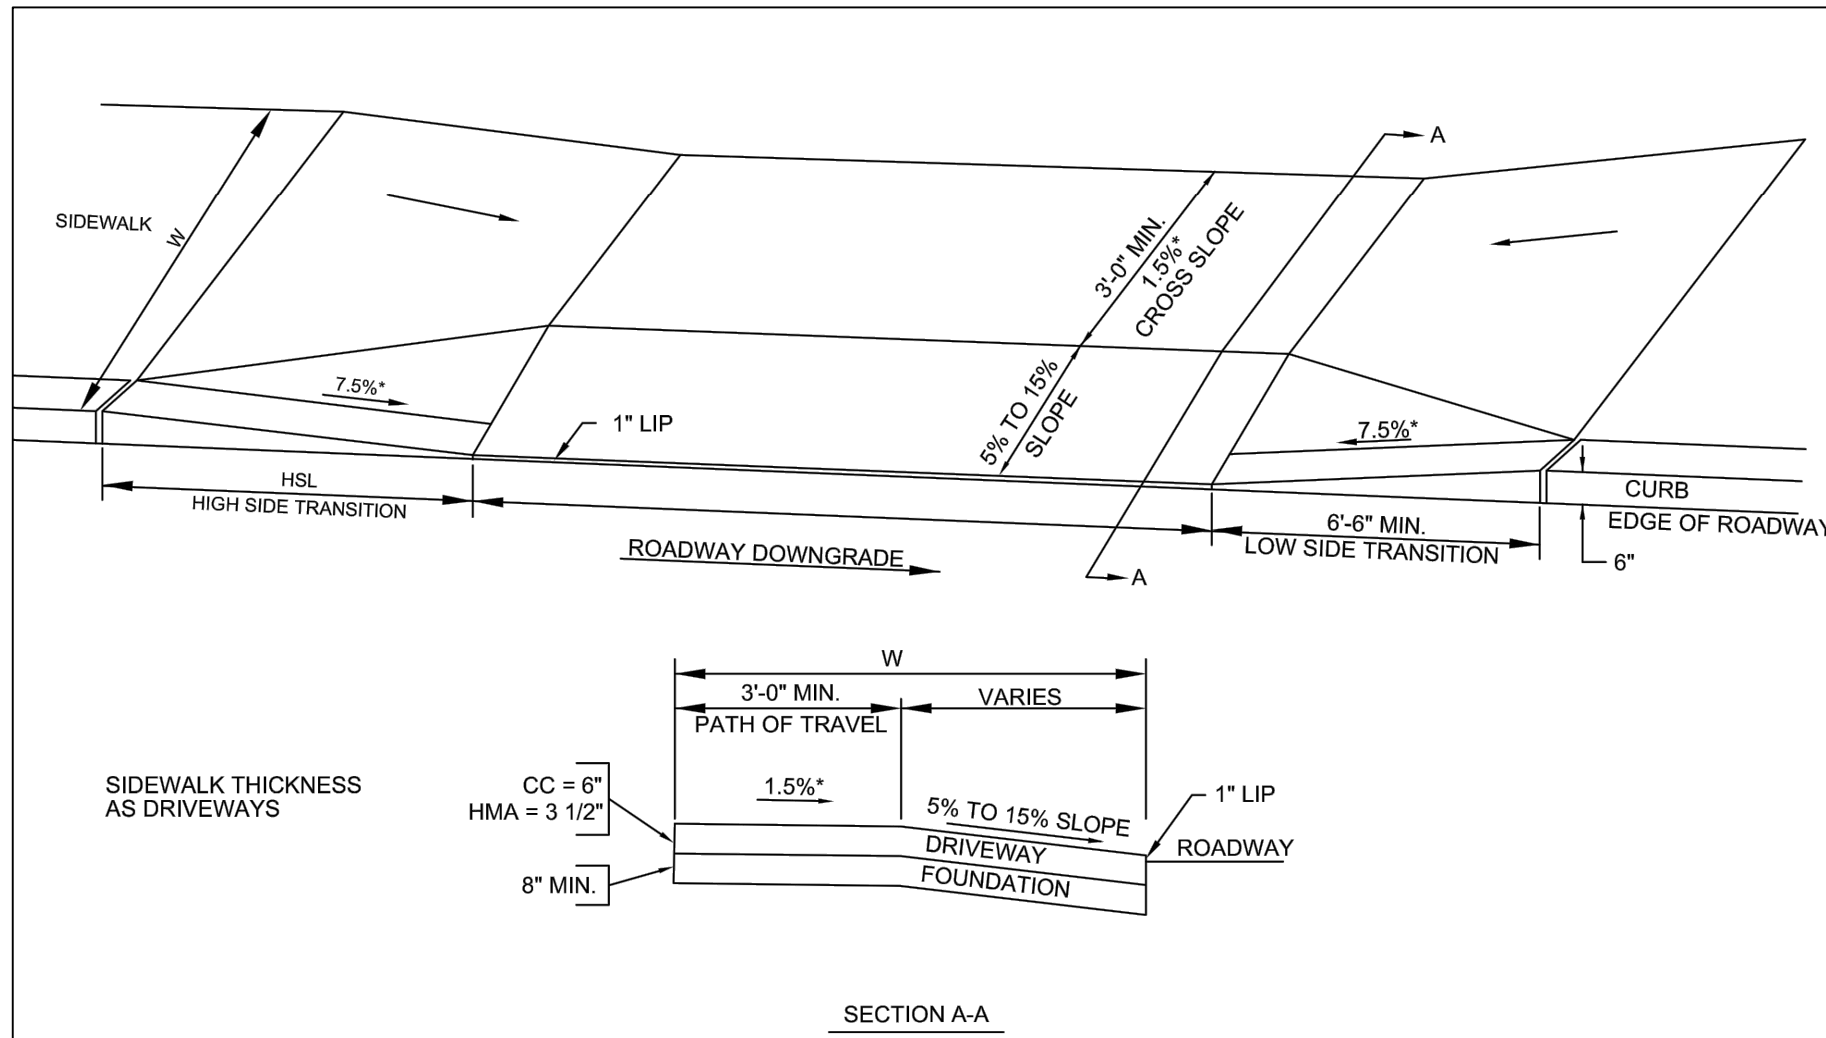 A
SIDEWALK
W
3'-0" MIN.
1.5%*
CROSS SLOPE
7.5%*
1" LIP
5% TO 15%
SLOPE
7.5%*
HSL
HIGH SIDE TRANSITION
CURB
EDGE OF ROADWAY
6'-6" MIN.
LOW SIDE TRANSITION
6"
ROADWAY DOWNGRADE
A
W
3'-0" MIN.
VARIES
PATH OF TRAVEL
SIDEWALK THICKNESS
AS DRIVEWAYS
CC = 6"
HMA = 3 1/2"
1.5%*
5% TO 15% SLOPE
1" LIP
DRIVEWAY
ROADWAY
FOUNDATION
8" MIN.
SECTION A-A